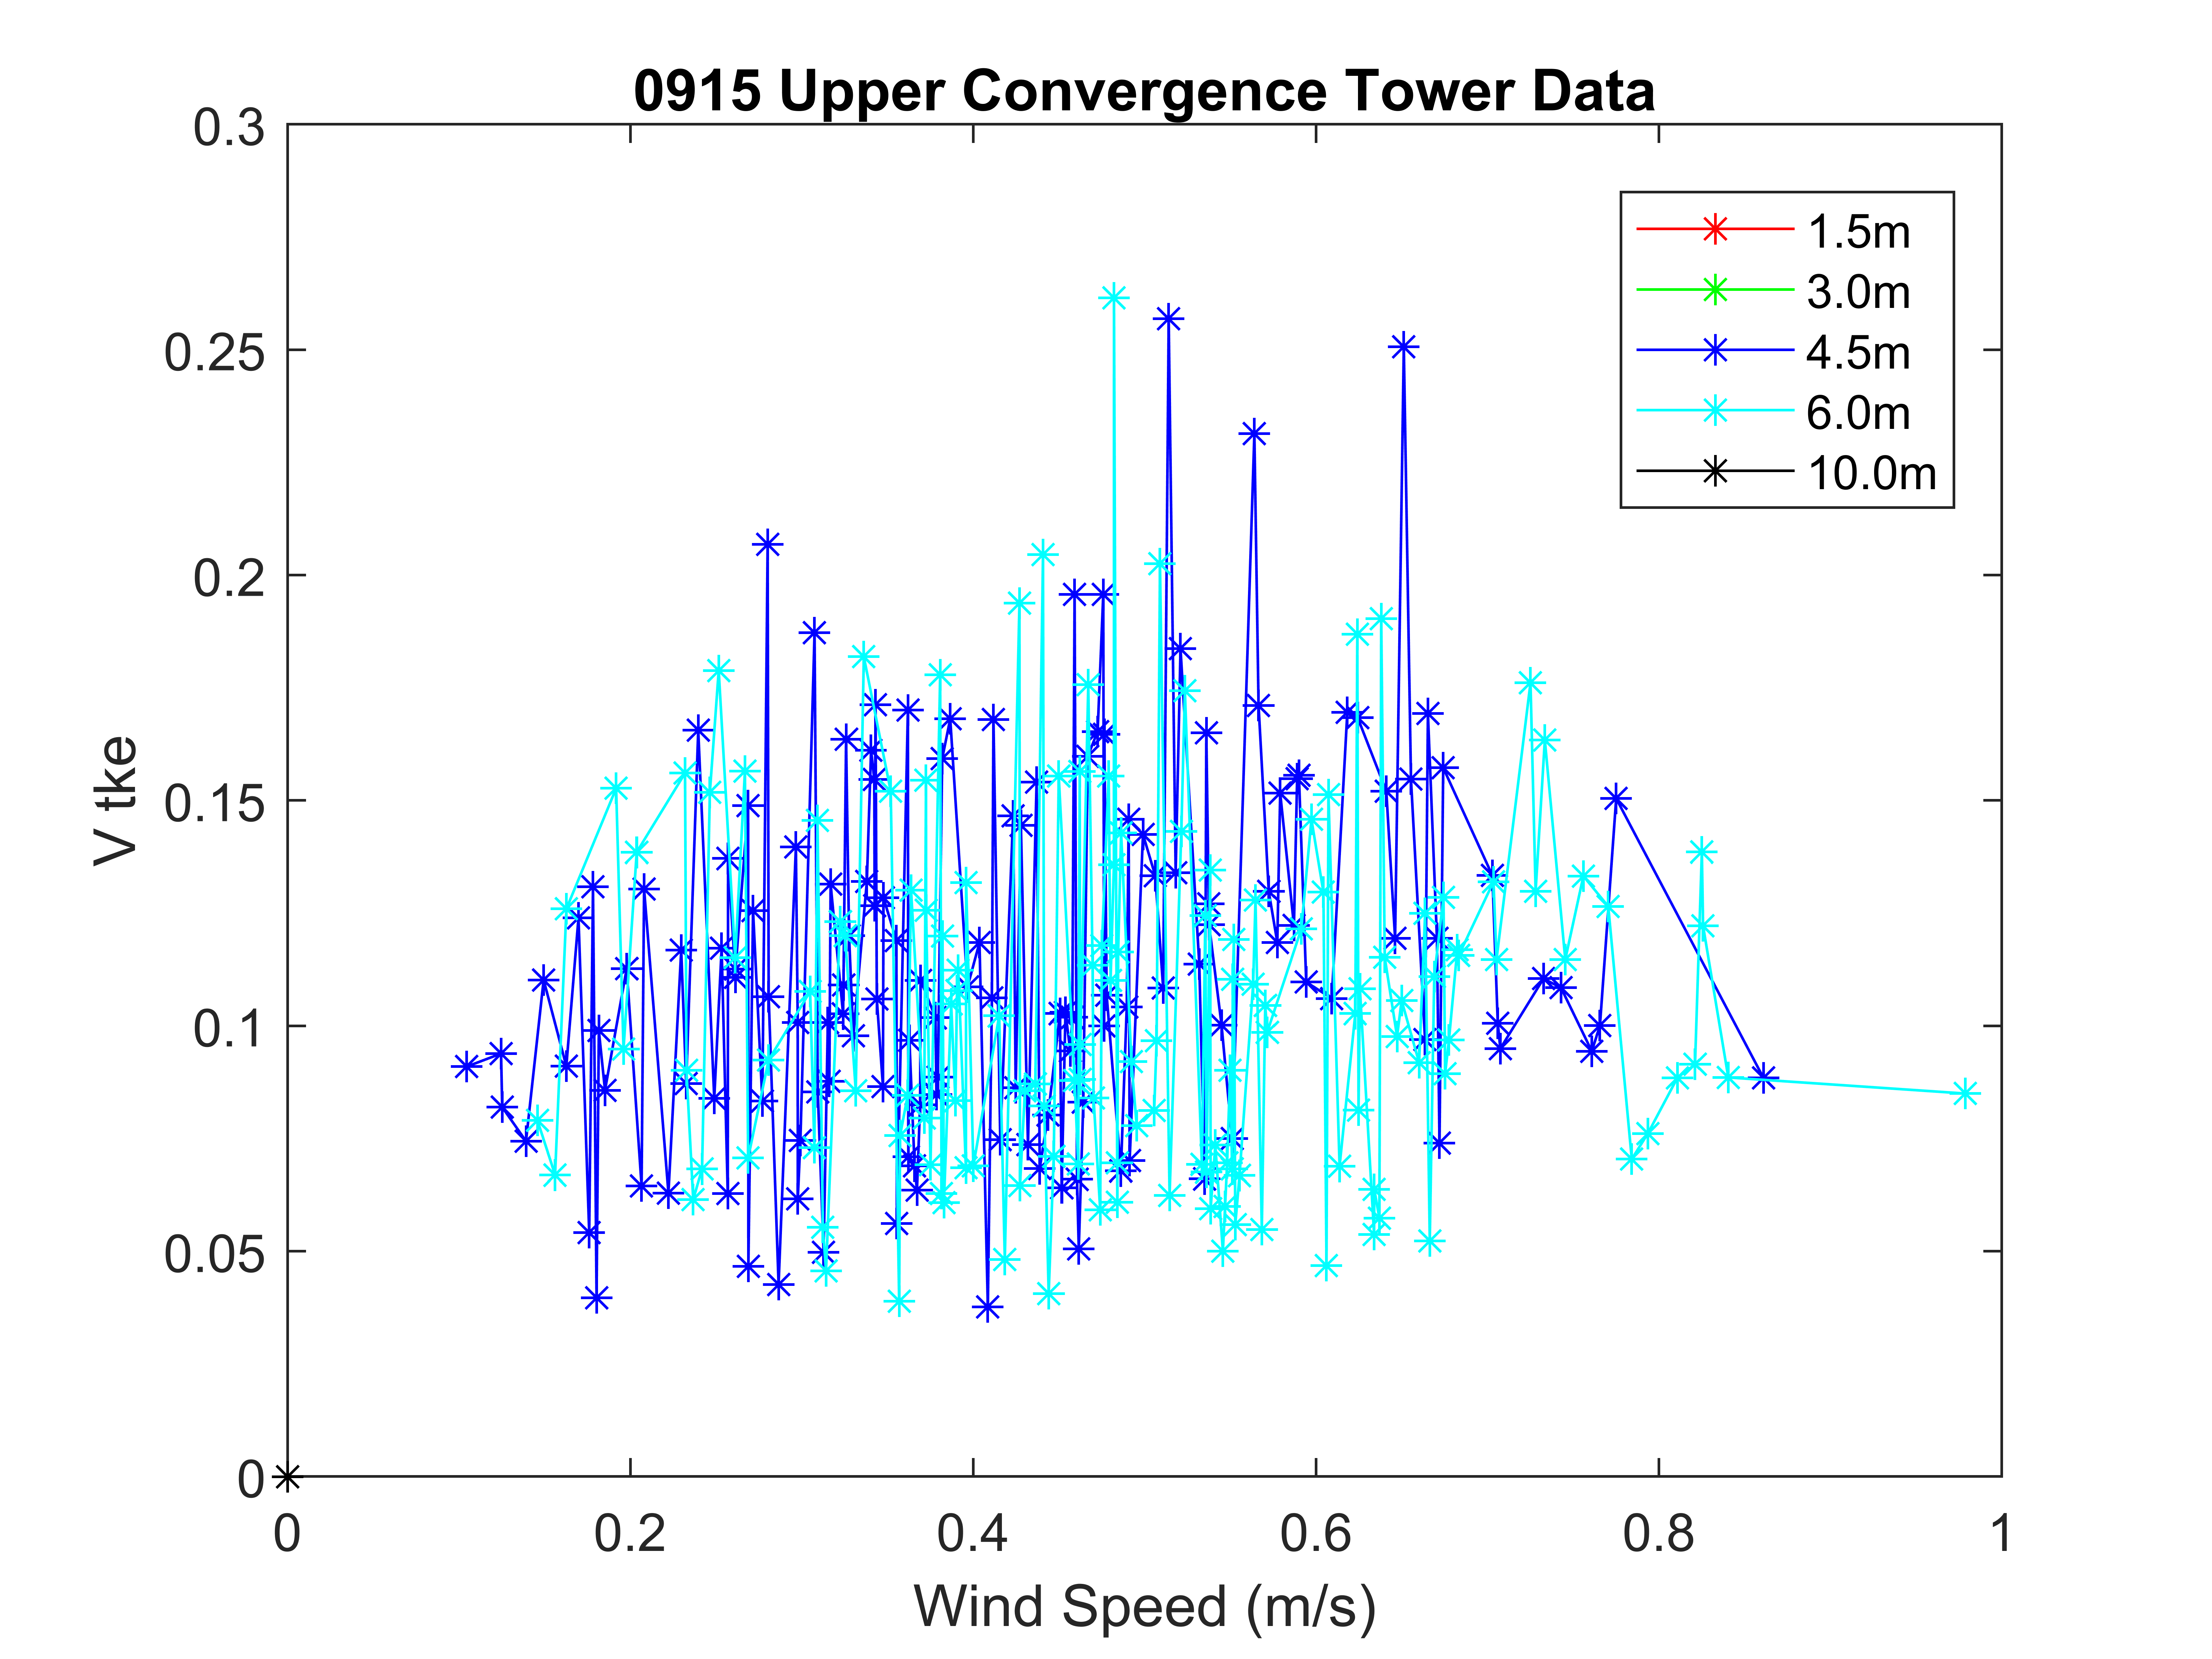 0915 Upper Convergence Tower Data
0.3
0.25
0.2
0.15
0.1
0.05
0
V tke
1.5m
3.0m
4.5m
6.0m
10.0m
0 0.2 0.4 0.6 0.8 1
Wind Speed (m/s)